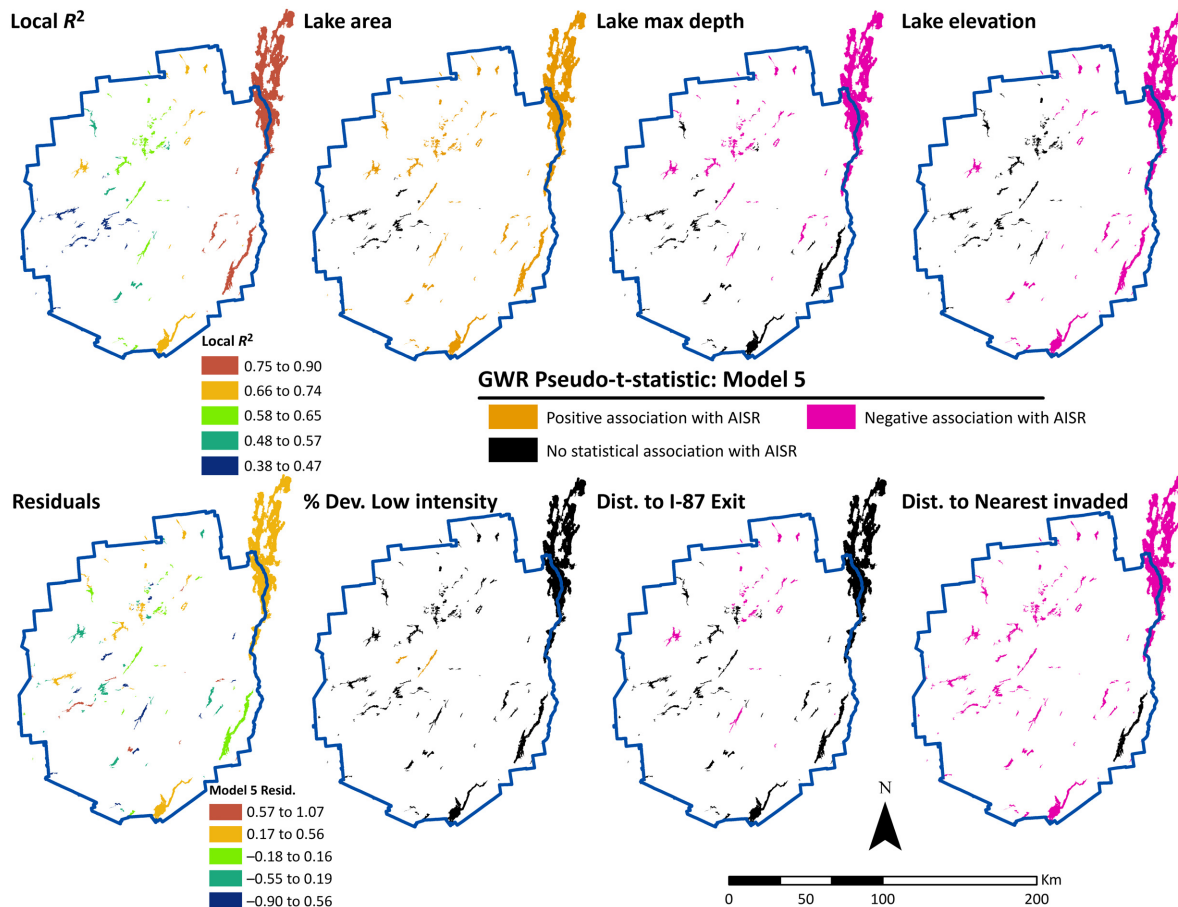 Local R²
Lake area
Lake max depth
Lake elevation
Local R²
0.75 to 0.90
0.66 to 0.74
0.58 to 0.65
0.48 to 0.57
0.38 to 0.47
GWR Pseudo-t-statistic: Model 5
Positive association with AISR
Negative association with AISR
No statistical association with AISR
Residuals
% Dev. Low intensity
Dist. to I-87 Exit
Dist. to Nearest invaded
Model 5 Resid.
0.57 to 1.07
0.17 to 0.56
–0.18 to 0.16
–0.55 to 0.19
–0.90 to 0.56
N
Km
0 50 100 200